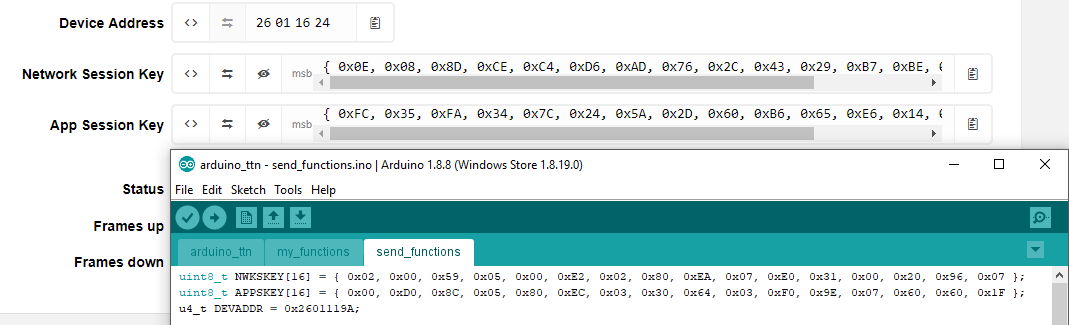 Device Address 26 01 16 24
Network Session Key msb { 0x0E, 0x08, 0x8D, 0xCE, 0xC4, 0xD6, 0xAD, 0x76, 0x2C, 0x43, 0x29, 0xB7, 0xBE,
App Session Key msb { 0xFC, 0x35, 0xFA, 0x34, 0x7C, 0x24, 0x5A, 0x2D, 0x60, 0xB6, 0x65, 0xE6, 0x14,
Status
Frames up
Frames down
arduino_ttn - send_functions.ino | Arduino 1.8.8 (Windows Store 1.8.19.0)
File Edit Sketch Tools Help
arduino_ttn my_functions send_functions
uint8_t NWKSKEY[16] = { 0x02, 0x00, 0x59, 0x05, 0x00, 0xE2, 0x02, 0x80, 0xEA, 0x07, 0xE0, 0x31, 0x00, 0x20, 0x96, 0x07 };
uint8_t APPSKEY[16] = { 0x00, 0xD0, 0x8C, 0x05, 0x80, 0xEC, 0x03, 0x30, 0x64, 0x03, 0xF0, 0x9E, 0x07, 0x60, 0x60, 0x1F };
u4_t DEVADDR = 0x2601119A;